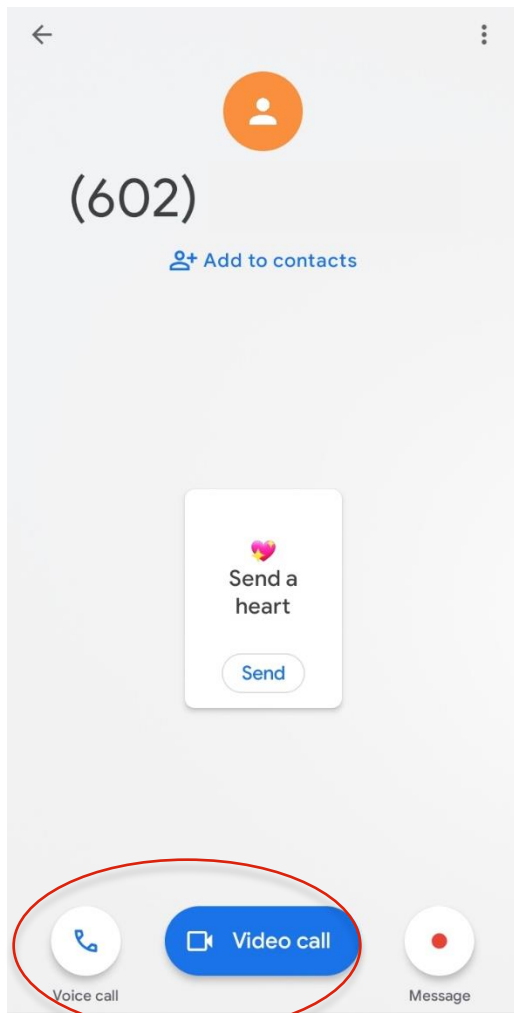 (602)
Add to contacts
Send a
heart
Send
Video call
Voice call
Message